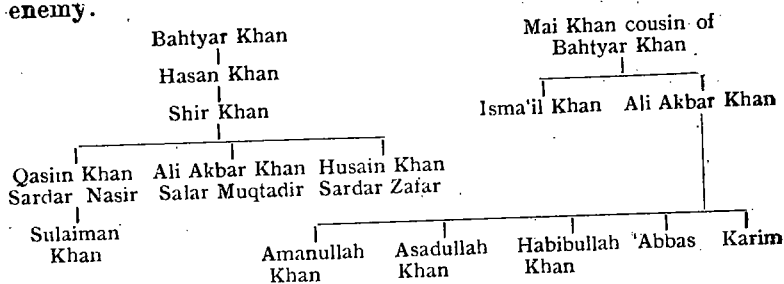 enemy.
Bahtyar Khan
Mai Khan cousin of
Bahtyar Khan
Hasan Khan
Shir Khan
Isma'il Khan Ali Akbar Khan
Qasim Khan Ali Akbar Khan Husain Khan
Sardar Nasir Salar Muqtadir Sardar Zafar
Sulaiman
Khan
Amanullah
Khan
Asadullah
Khan
Habibullah
Khan
'Abbas
Karim